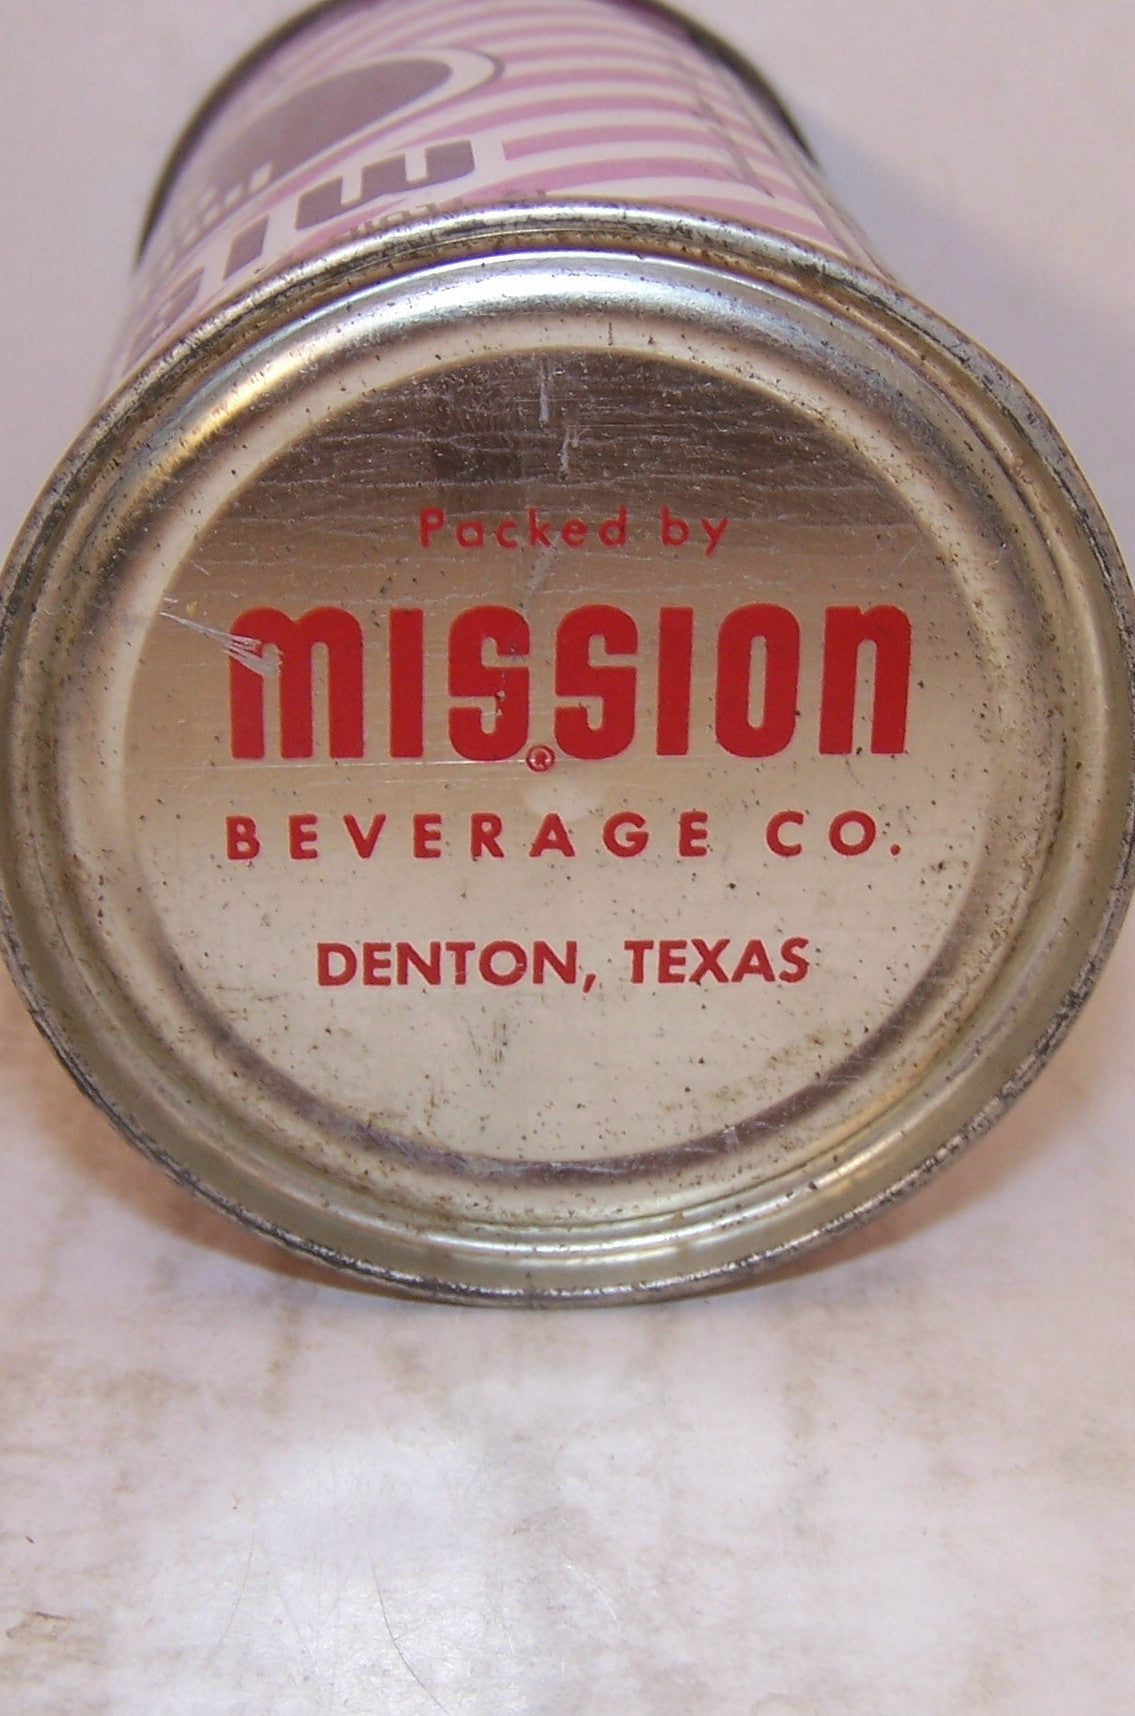 Packed by
mission
®
BEVERAGE CO.
DENTON, TEXAS